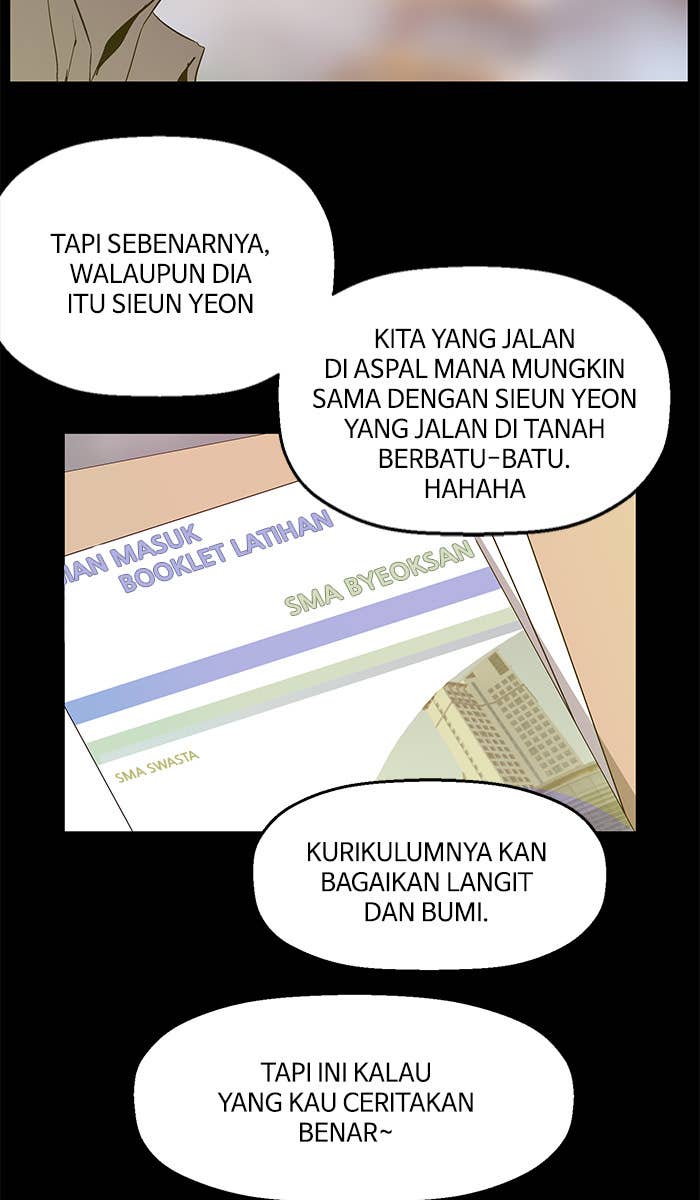 TAPI SEBENARNYA,
WALAUPUN DIA
ITU SIEUN YEON
KITA YANG JALAN
DI ASPAL MANA MUNGKIN
SAMA DENGAN SIEUN YEON
YANG JALAN DI TANAH
BERBATU-BATU.
HAHAHA
MASUK
BOOKLET LATIHAN
SMA BYEOKSAN
SMA SWASTA
KURIKULUMNYA KAN
BAGAIKAN LANGIT
DAN BUMI.
TAPI INI KALAU
YANG KAU CERITAKAN
BENAR~